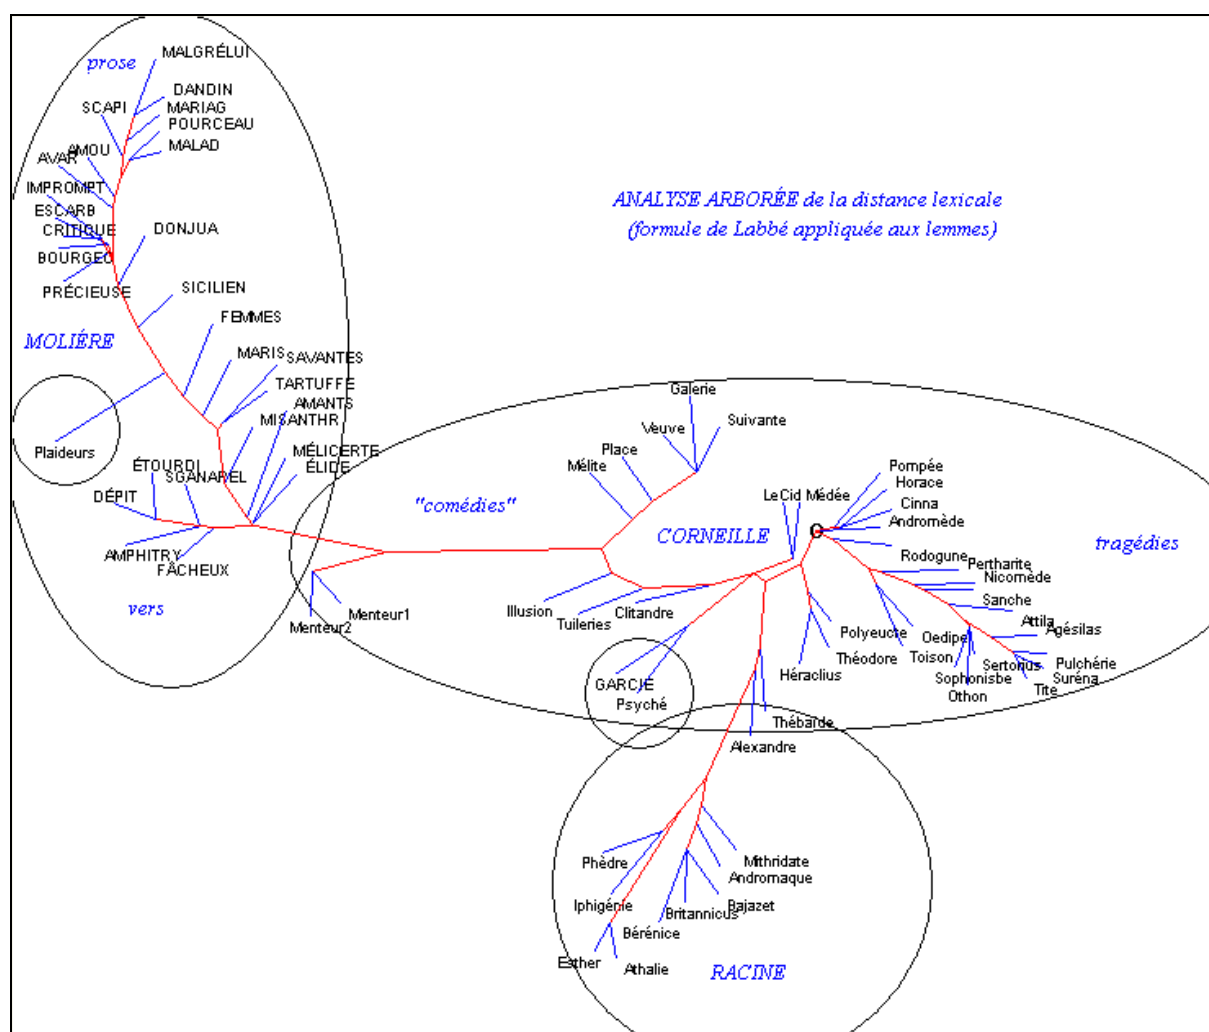 prose
MALGRÉLUI
DANDIN
SCAPI
MARIAG
POURCEAU
MALAD
AMOU
AVAR
IMPROMPT
ESCARB
CRITIQUE
DONJUA
BOURGEO
PRÉCIEUSE
SICILIEN
FEMMES
MOLIÉRE
MARIS
SAVANTES
TARTUFFE
AMANTS
MISANTHR
Plaideurs
MÉLICERTE
ÉLIDE
ÉTOURDI
SGANAREL
DÉPIT
AMPHITRY
FÂCHEUX
vers
ANALYSE ARBORÉE de la distance lexicale
(formule de Labbé appliquée aux lemmes)
Galerie
Suivante
Veuve
Place
Mélite
"comédies"
CORNEILLE
LeCid
Médée
Pompée
Horace
Cinna
Andromède
tragédies
Rodogune
Pertharite
Nicomède
Sanche
Attila
Agésilas
Pulchérie
Suréna
Tite
Sertorius
Sophonisbe
Othon
Oedipe
Toison
Polyeucte
Théodore
Héraclius
Illusion
Tuileries
Clitandre
Menteur1
Menteur2
GARCIE
Psyché
Thébaïde
Alexandre
Phèdre
Iphigénie
Mithridate
Andromaque
Bajazet
Britannicus
Bérénice
Esther
Athalie
RACINE